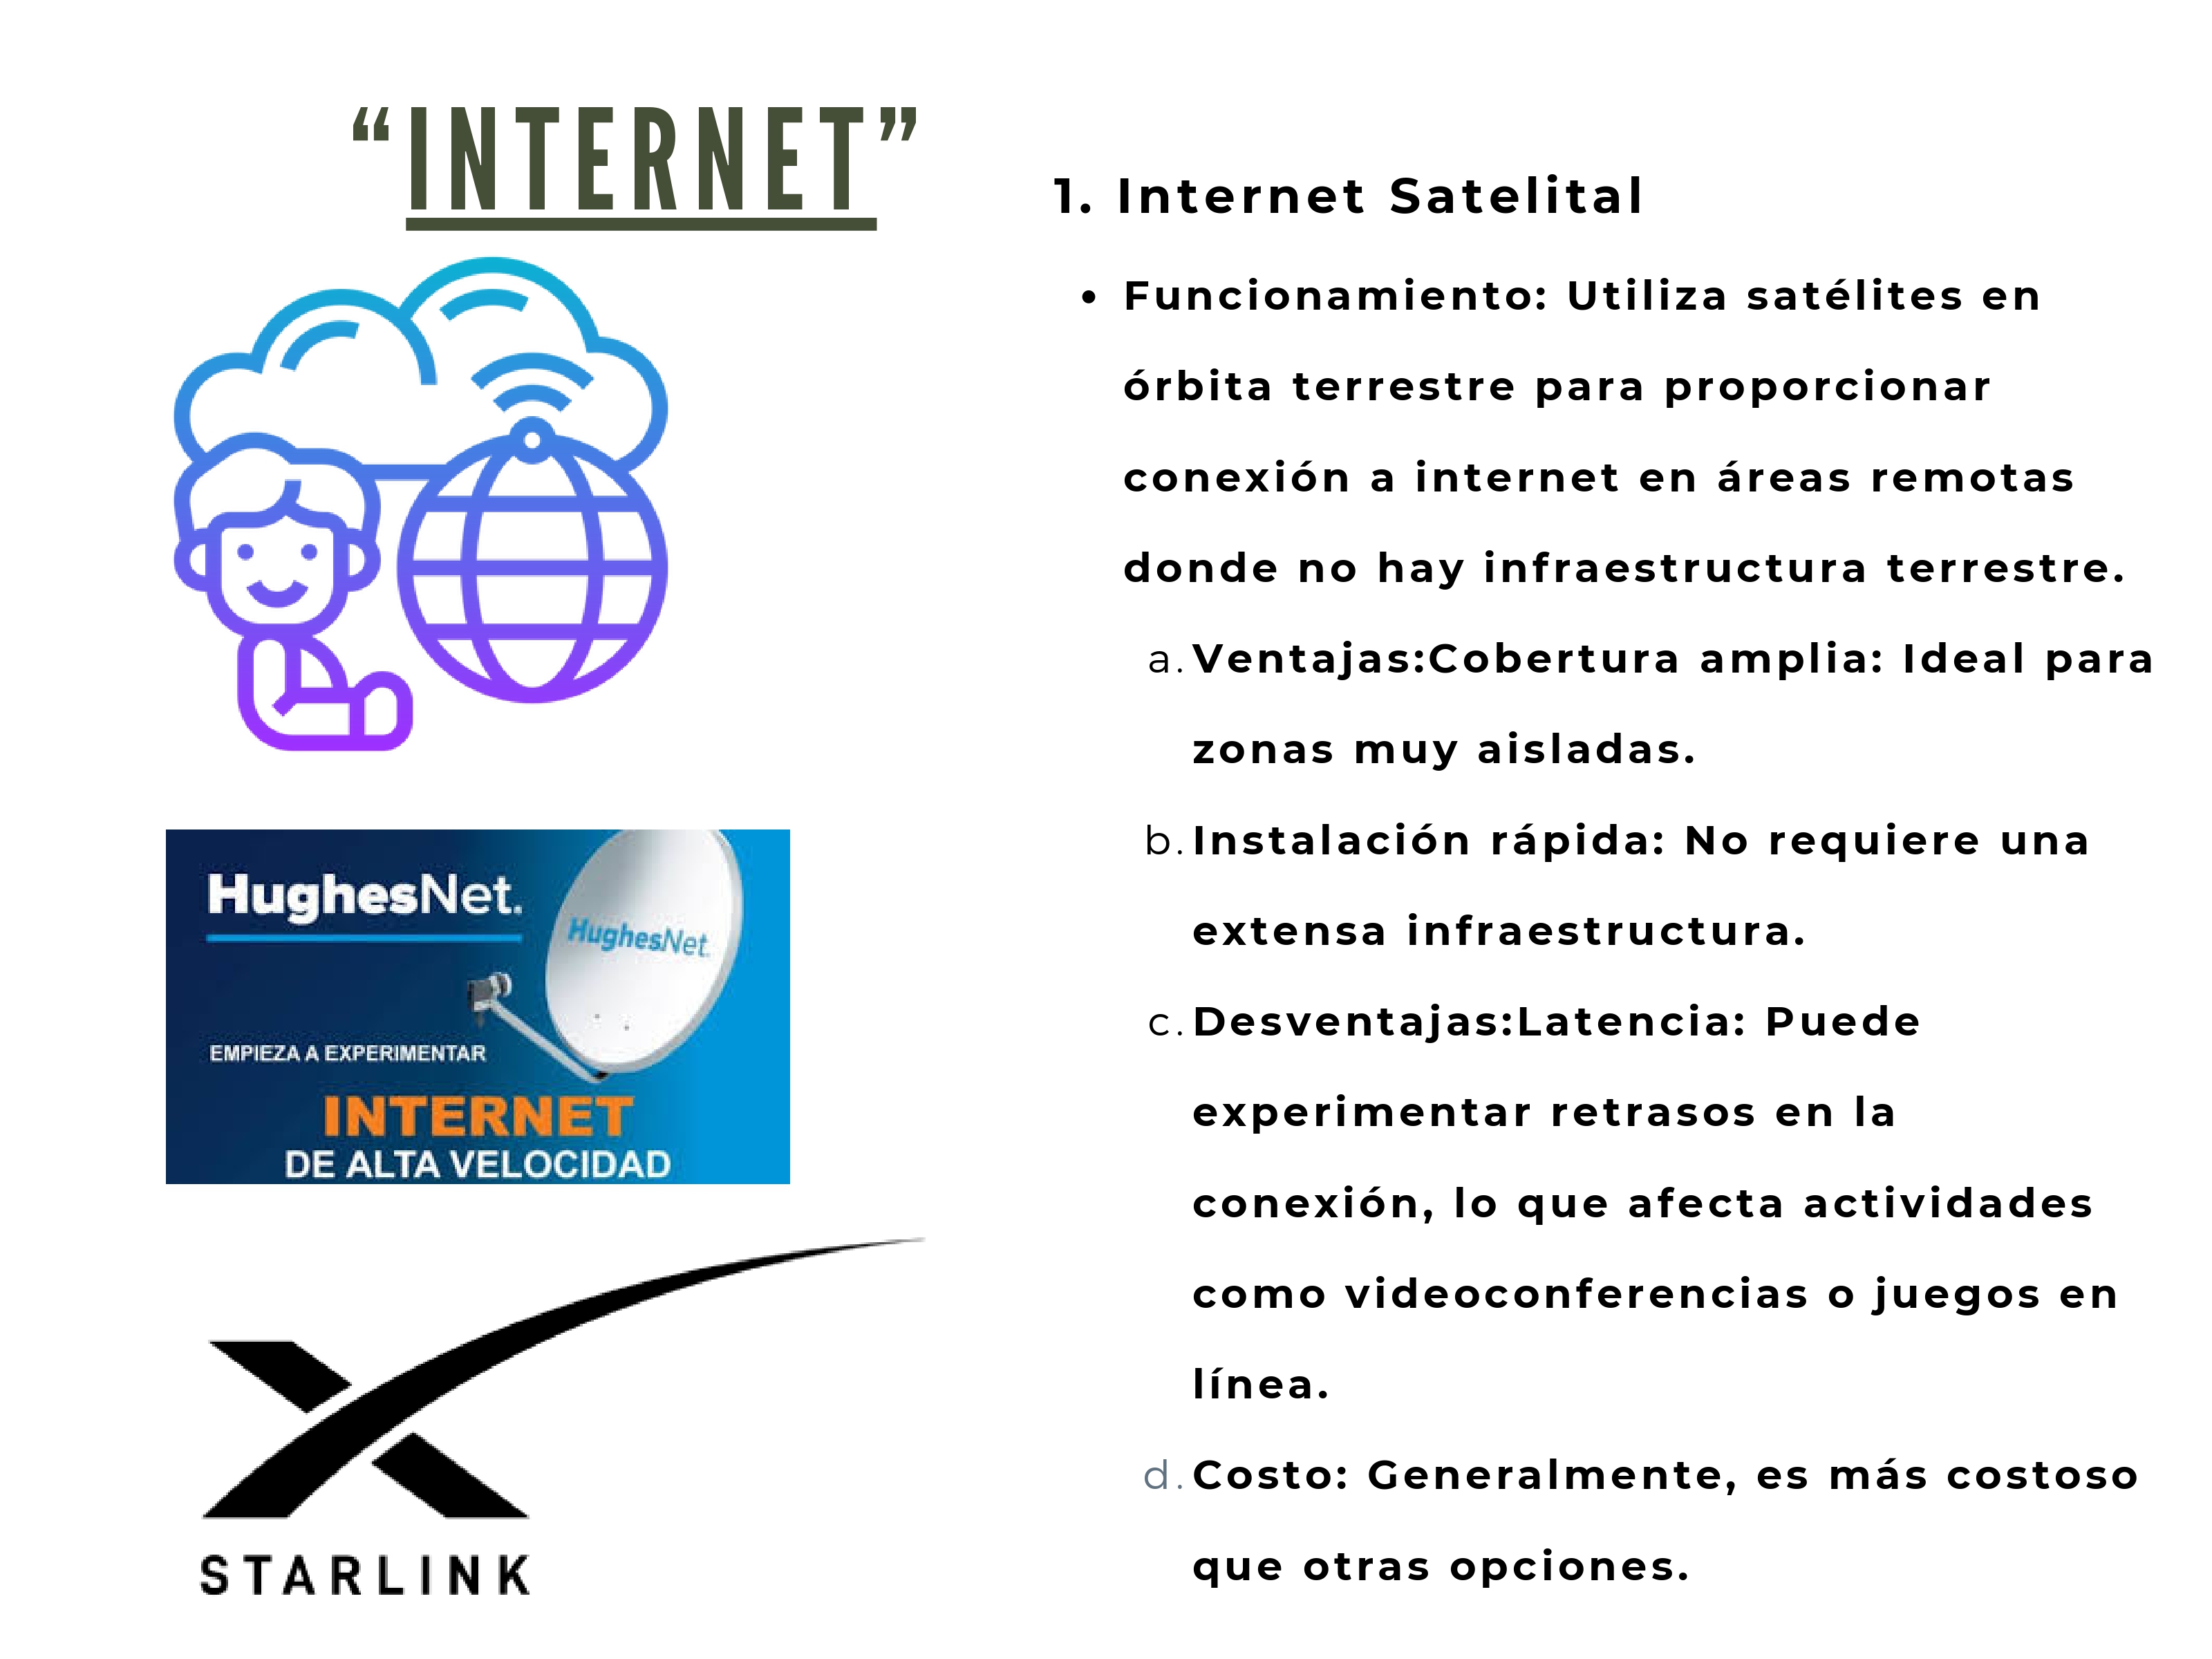 “INTERNET”
1. Internet Satelital
• Funcionamiento: Utiliza satélites en
órbita terrestre para proporcionar
conexión a internet en áreas remotas
donde no hay infraestructura terrestre.
a. Ventajas:Cobertura amplia: Ideal para
zonas muy aisladas.
b. Instalación rápida: No requiere una
extensa infraestructura.
c. Desventajas:Latencia: Puede
experimentar retrasos en la
conexión, lo que afecta actividades
como videoconferencias o juegos en
línea.
d. Costo: Generalmente, es más costoso
que otras opciones.
HughesNet.
HughesNet.
EMPIEZA A EXPERIMENTAR
INTERNET
DE ALTA VELOCIDAD
STARLINK